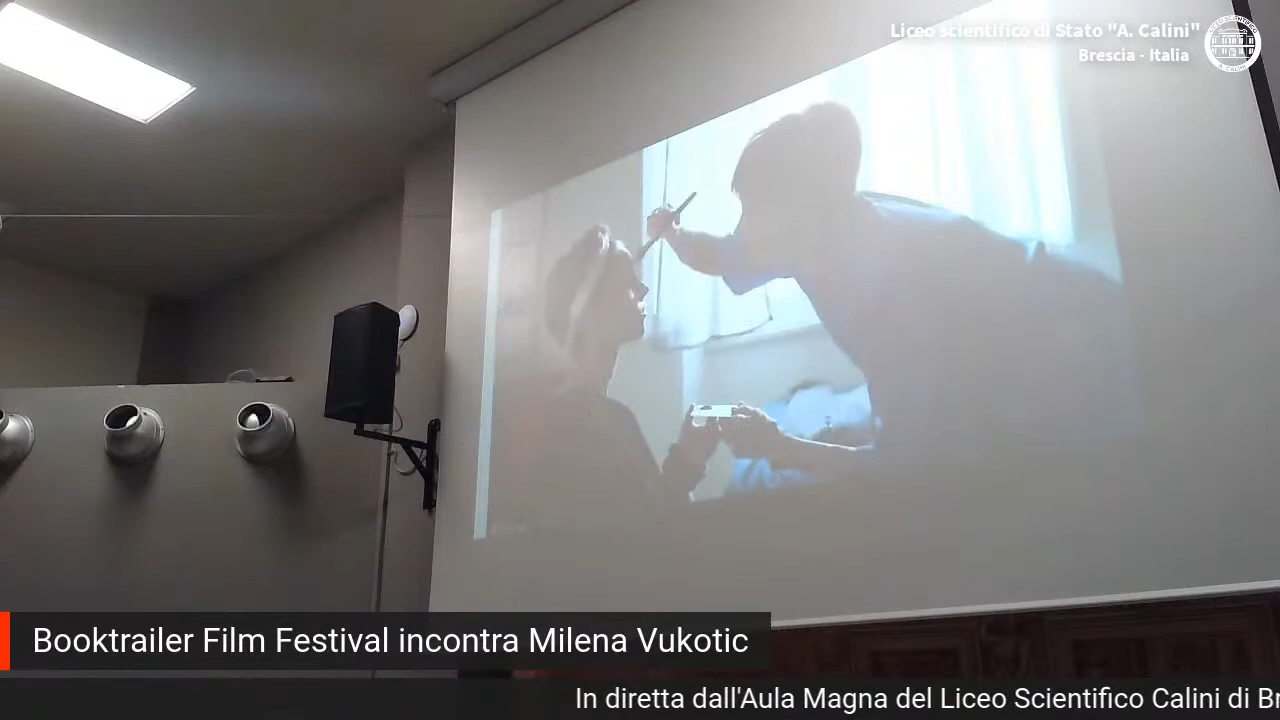 Liceo scientifico di Stato "A. Calini"
Brescia - Italia
Booktrailer Film Festival incontra Milena Vukotic
In diretta dall'Aula Magna del Liceo Scientifico Calini di